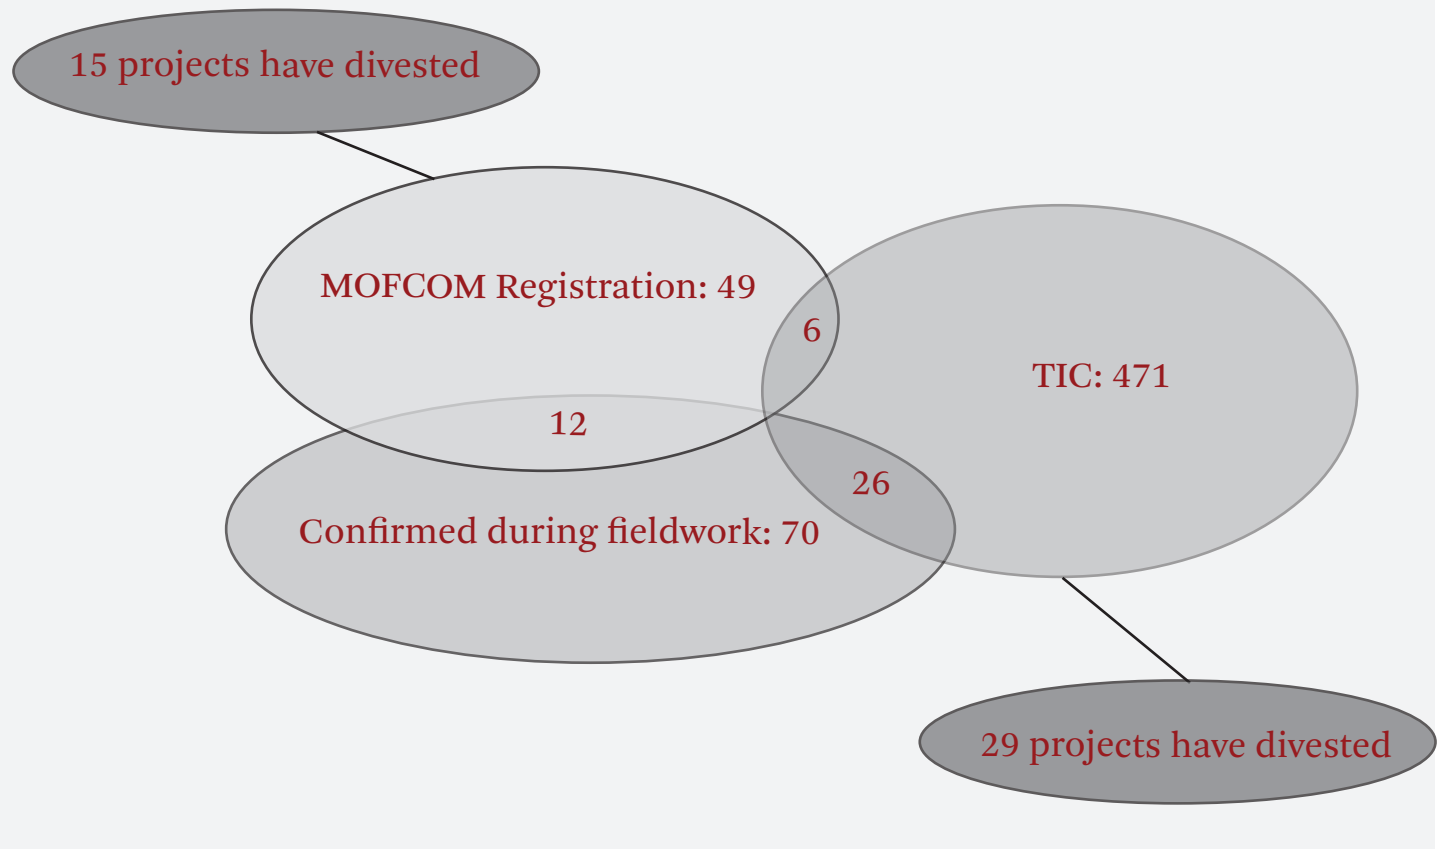 15 projects have divested
MOFCOM Registration: 49
6
TIC: 471
12
26
Confirmed during fieldwork: 70
29 projects have divested